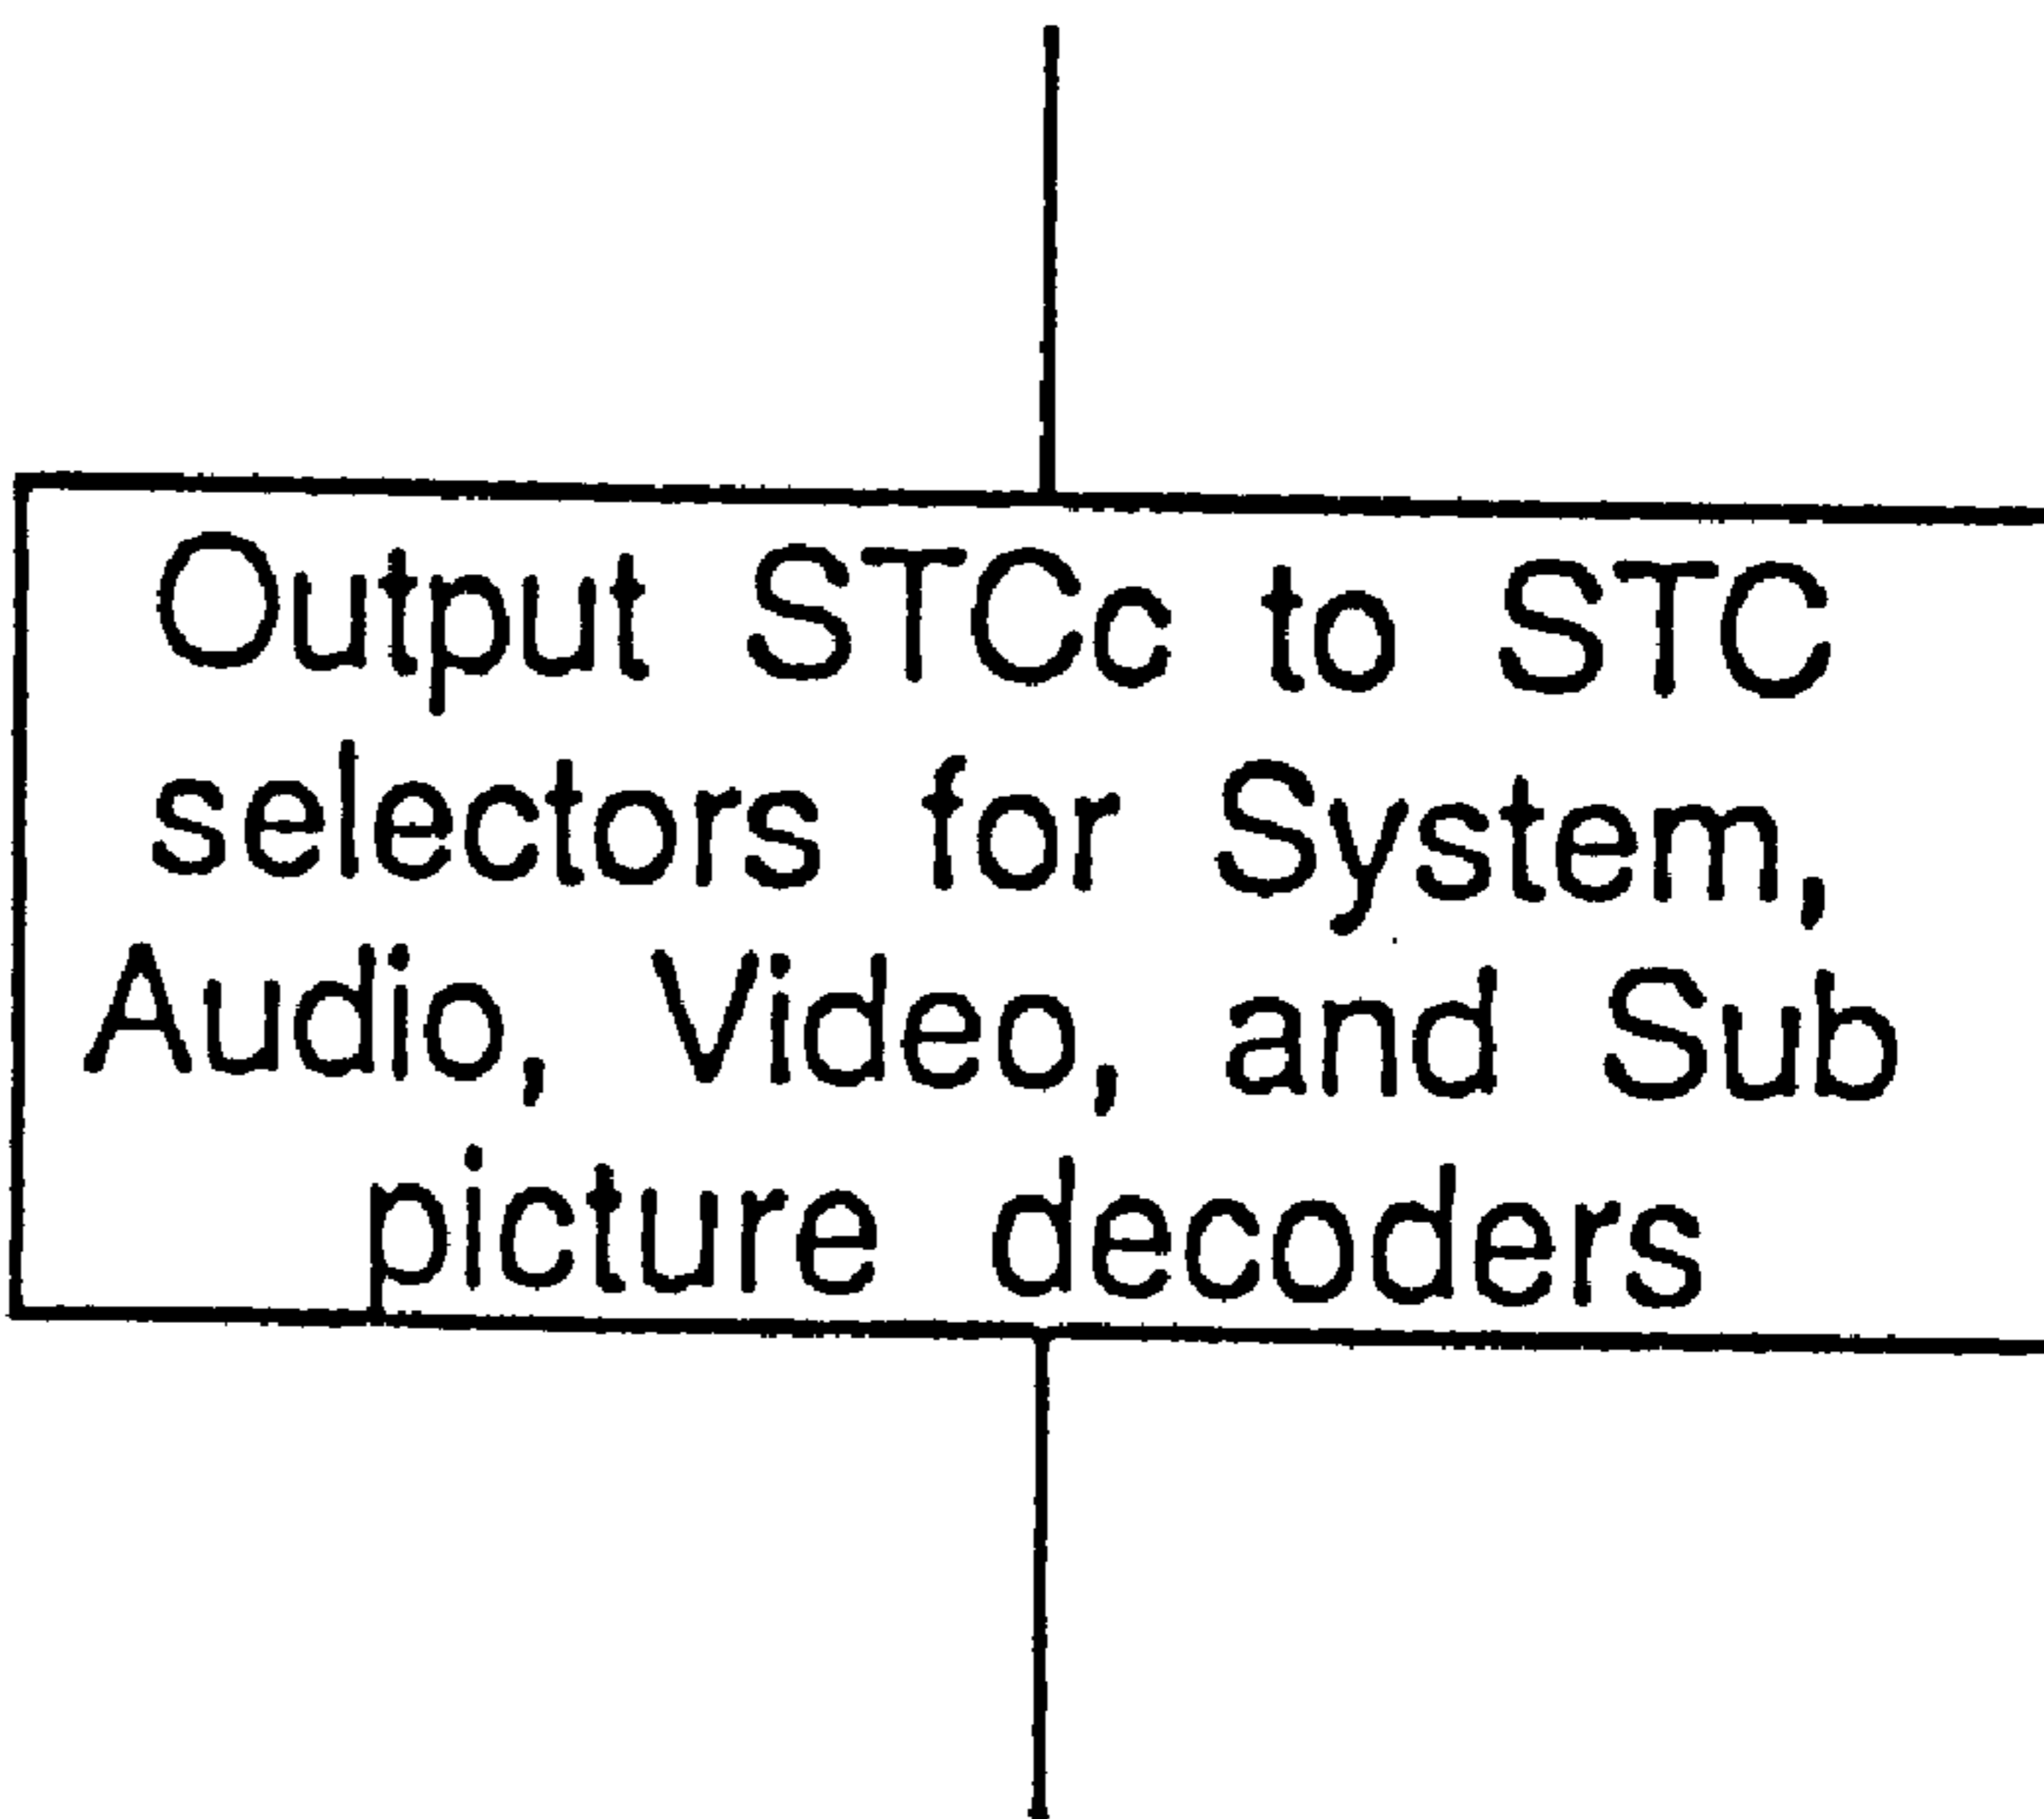 Output STCc to STC
selectors for System,
Audio, Video, and Sub
picture decoders